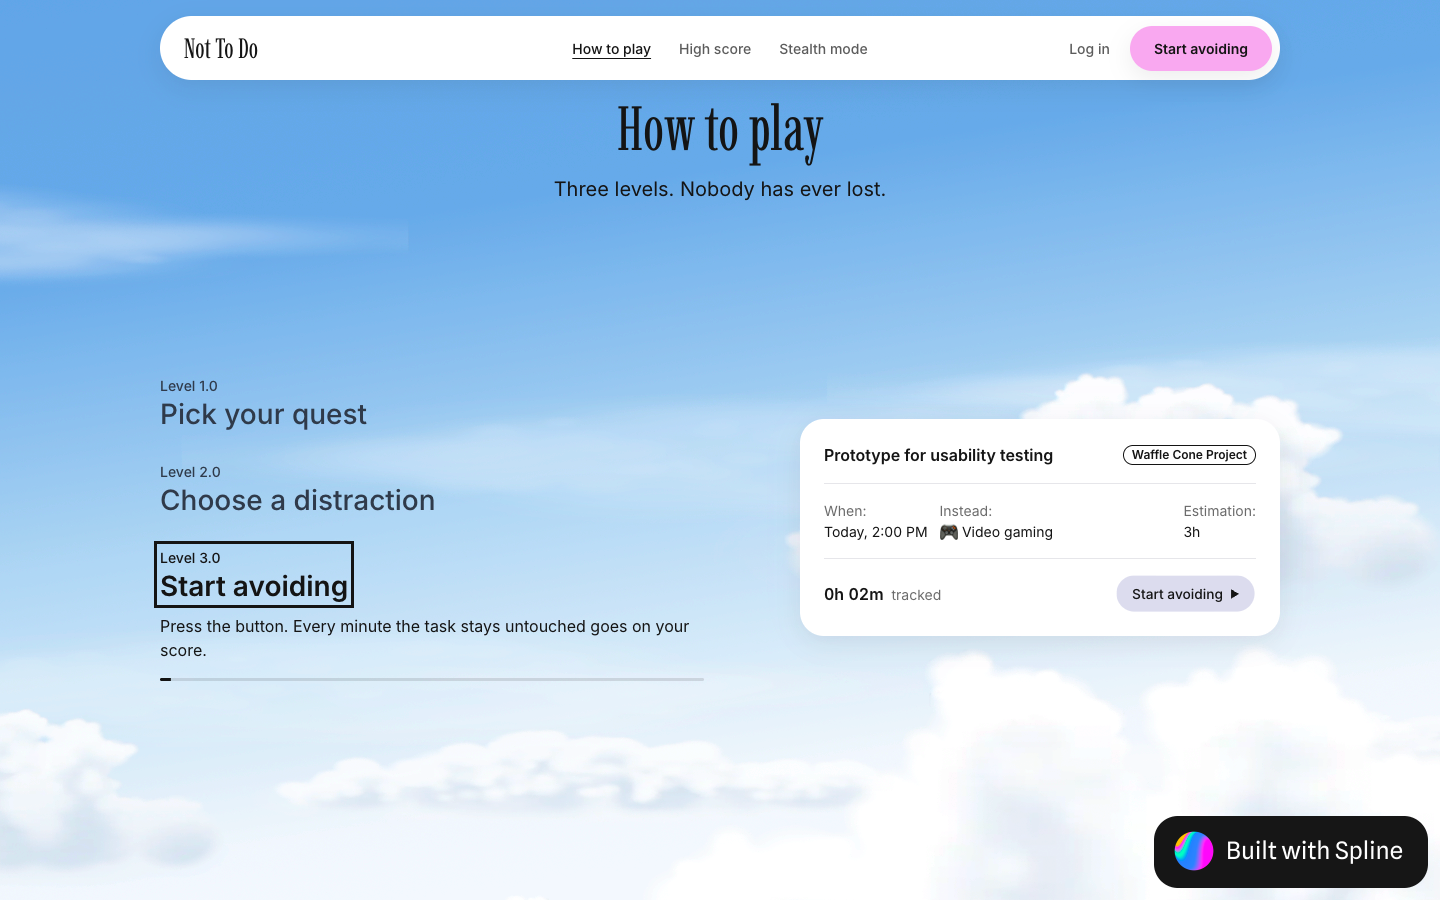 Not To Do
How to play
High score
Stealth mode
Log in
Start avoiding
How to play
Three levels. Nobody has ever lost.
Level 1.0
Pick your quest
Level 2.0
Choose a distraction
Level 3.0
Start avoiding
Press the button. Every minute the task stays untouched goes on your
score.
Prototype for usability testing
Waffle Cone Project
When:
Today, 2:00 PM
Instead:
🎮 Video gaming
Estimation:
3h
0h 02m tracked
Start avoiding
Built with Spline